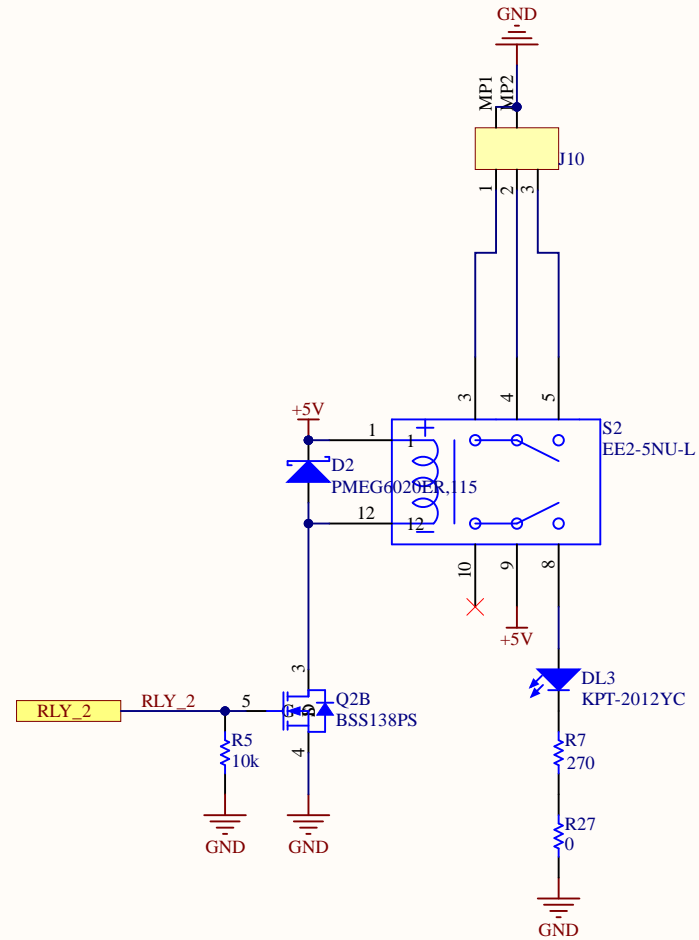 GND
MP1
MP2
J10
1
2
3
3
4
5
S2
EE2-5NU-L
+5V
1
1
D2
PMEG6020ER,115
12
12
10
9
8
+5V
DL3
KPT-2012YC
3
RLY_2
RLY_2
5
G
D
S
Q2B
BSS138PS
4
R5
10k
R7
270
R27
0
GND
GND
GND